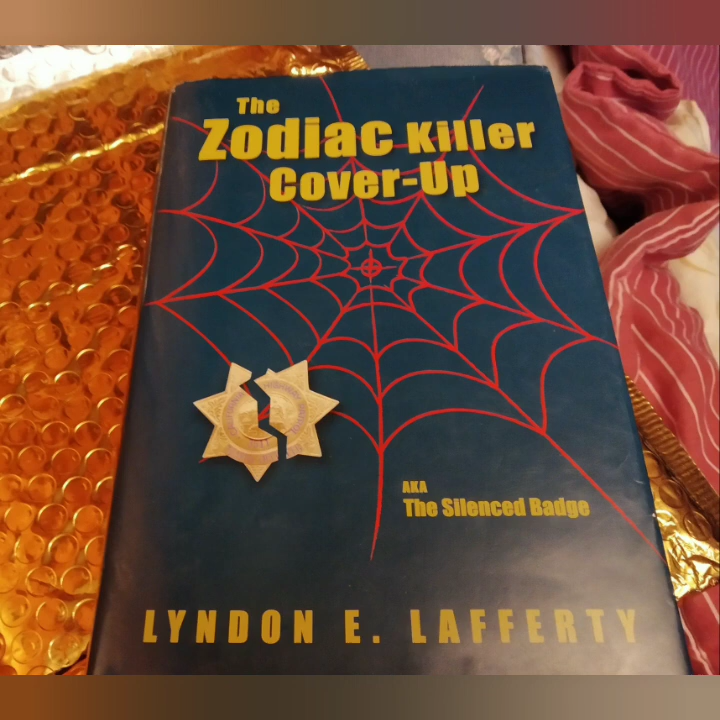 The
Zodiac Killer
Cover-Up
AKA
The Silenced Badge
LYNDON E. LAFFERTY